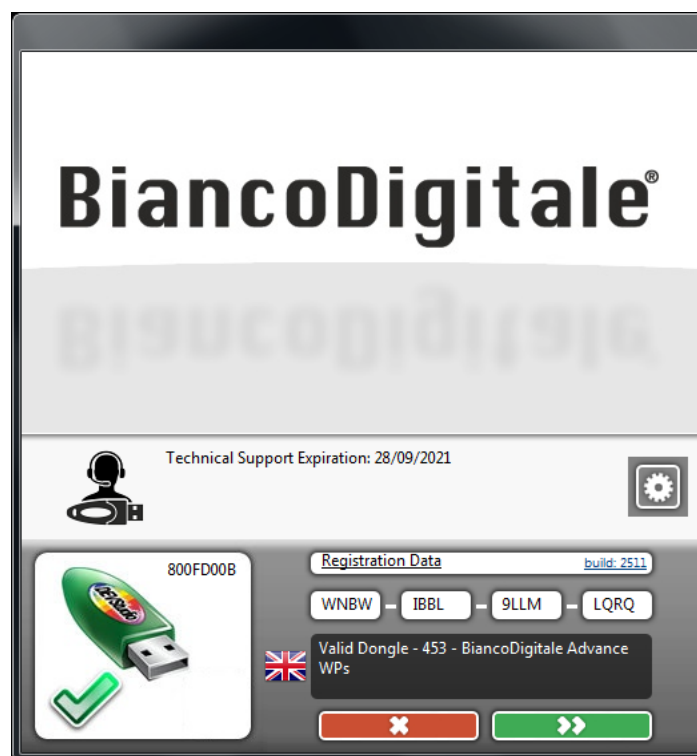 BiancoDigitale®
Technical Support Expiration: 28/09/2021
800FD00B
Registration Data
build: 2511
WNBW - IBBL - 9LLM - LQRQ
Valid Dongle - 453 - BiancoDigitale Advance
WPs